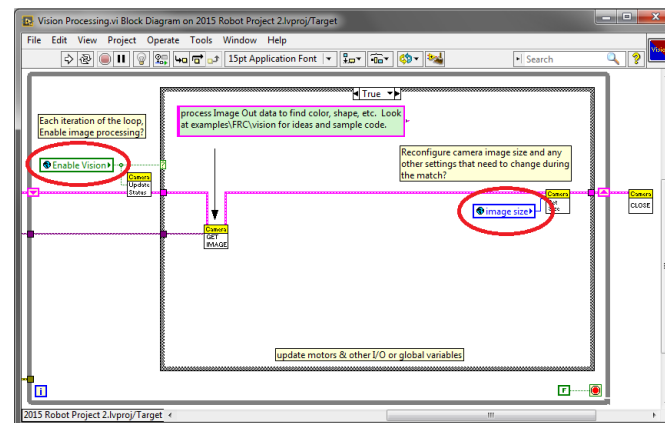 Vision Processing.vi Block Diagram on 2015 Robot Project 2.lvproj/Target
File Edit View Project Operate Tools Window Help
15pt Application Font
Search
?
True
process Image Out data to find color, shape, etc. Look
at examples\FRC\vision for ideas and sample code.
Each iteration of the loop,
Enable image processing?
Enable Vision
Camera
Update
Status
Reconfigure camera image size and any
other settings that need to change during
the match?
image size
Camera
Size
Camera
CLOSE
Camera
GET
IMAGE
update motors & other I/O or global variables
i
2015 Robot Project 2.lvproj/Target